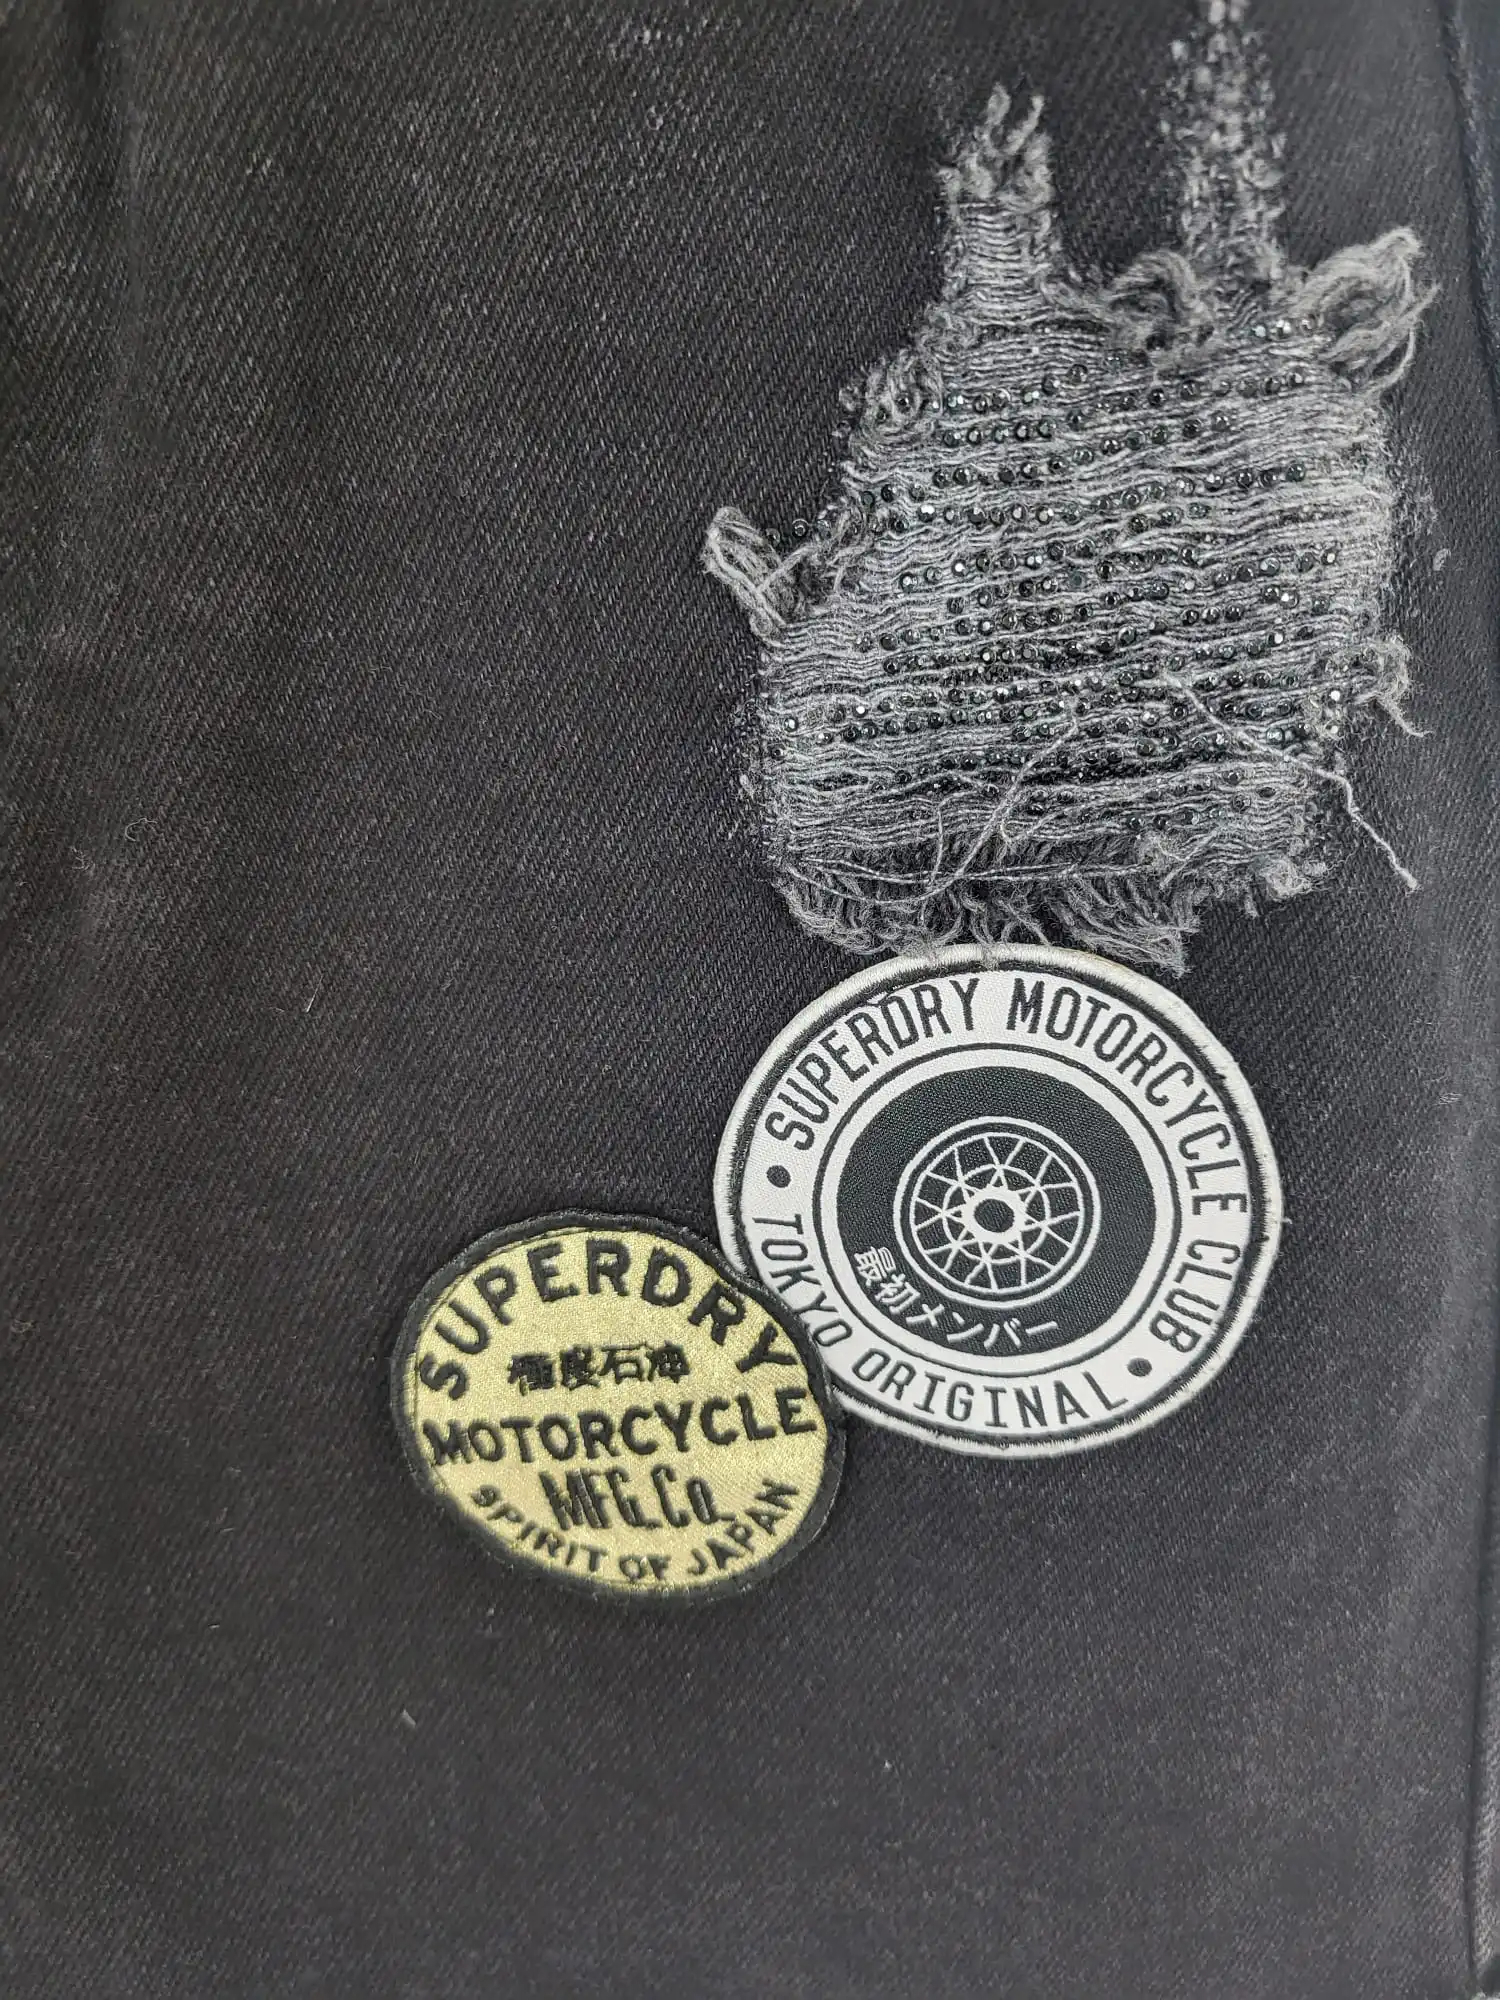 SUPERDRY MOTORCYCLE CLUB
最初メンバー
• TOKYO ORIGINAL •
SUPERDRY
極度石油
MOTORCYCLE
MFG.Co.
SPIRIT OF JAPAN